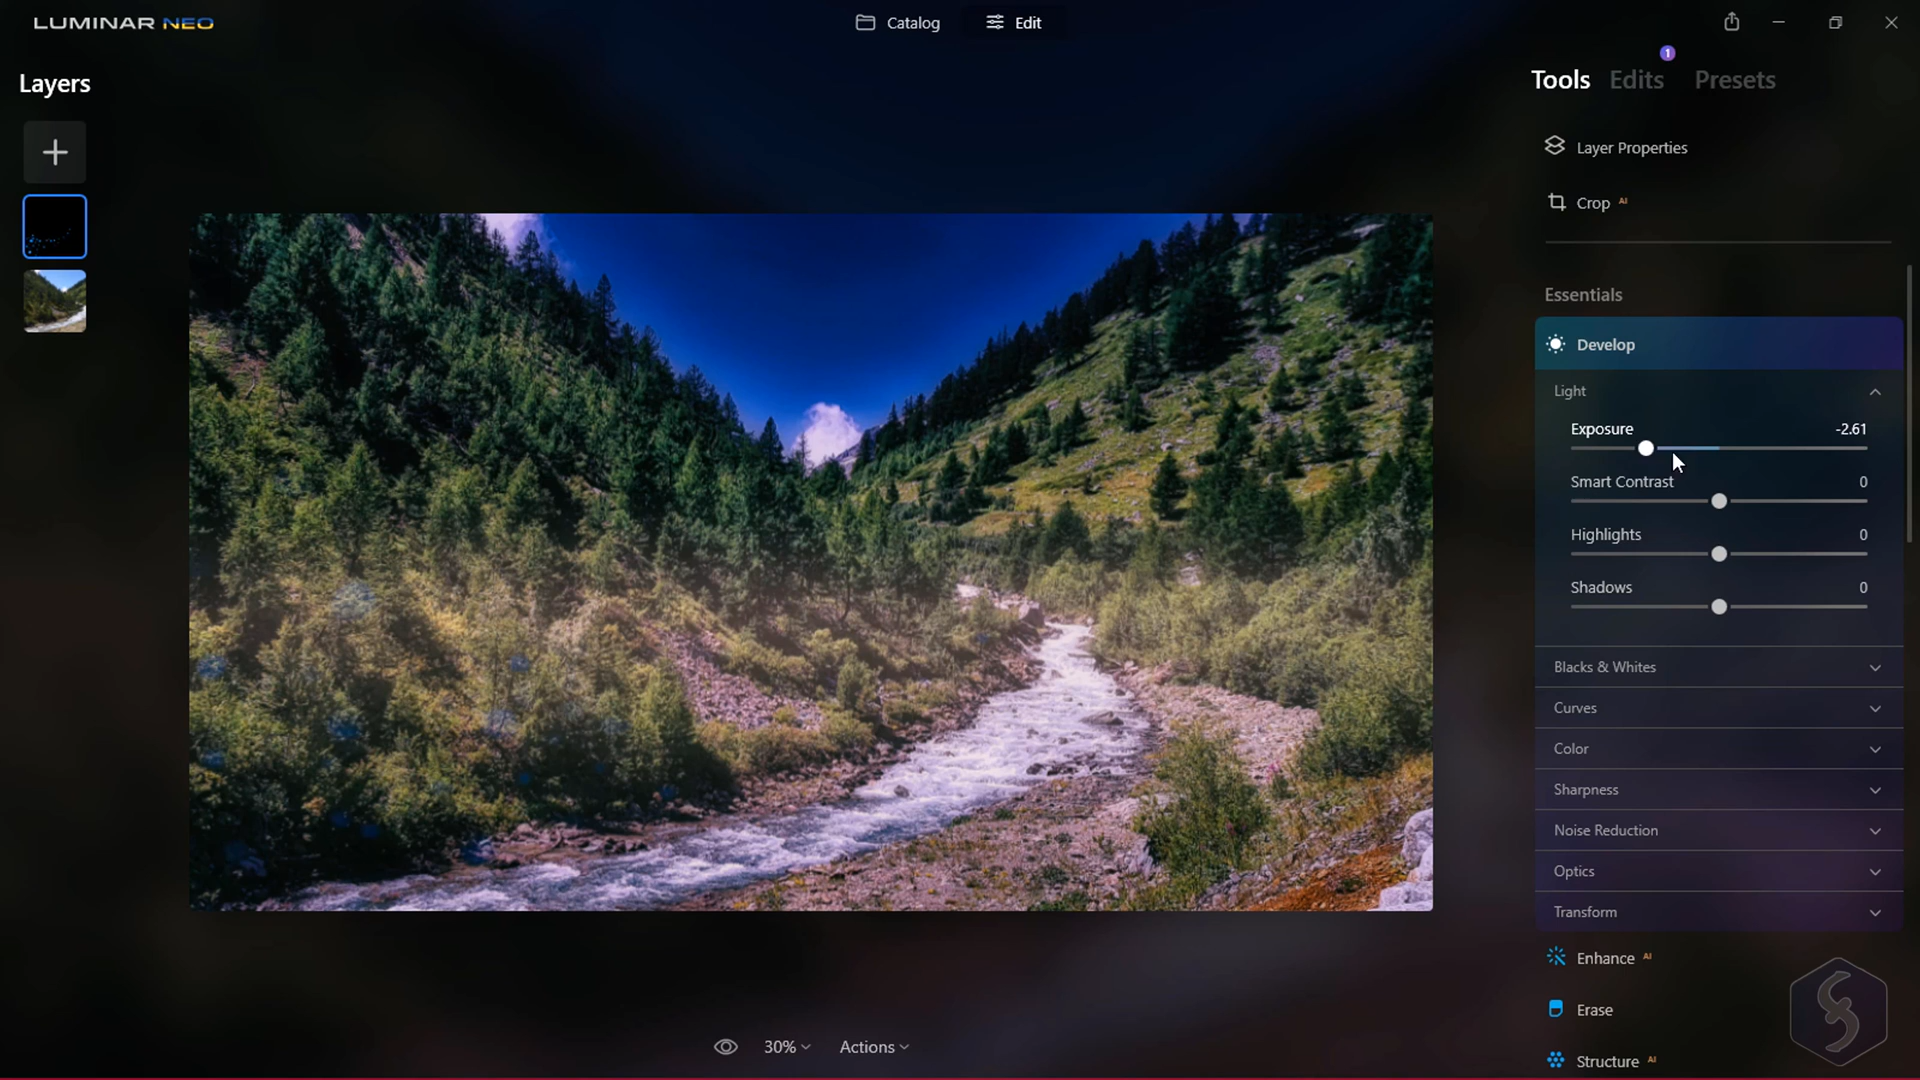 LUMINAR NEO
Catalog
Edit
Layers
1
Tools
Edits
Presets
Layer Properties
Crop AI
Essentials
Develop
Light
Exposure
-2.61
Smart Contrast
0
Highlights
0
Shadows
0
Blacks & Whites
Curves
Color
Sharpness
Noise Reduction
Optics
Transform
Enhance AI
Erase
Structure AI
30%
Actions